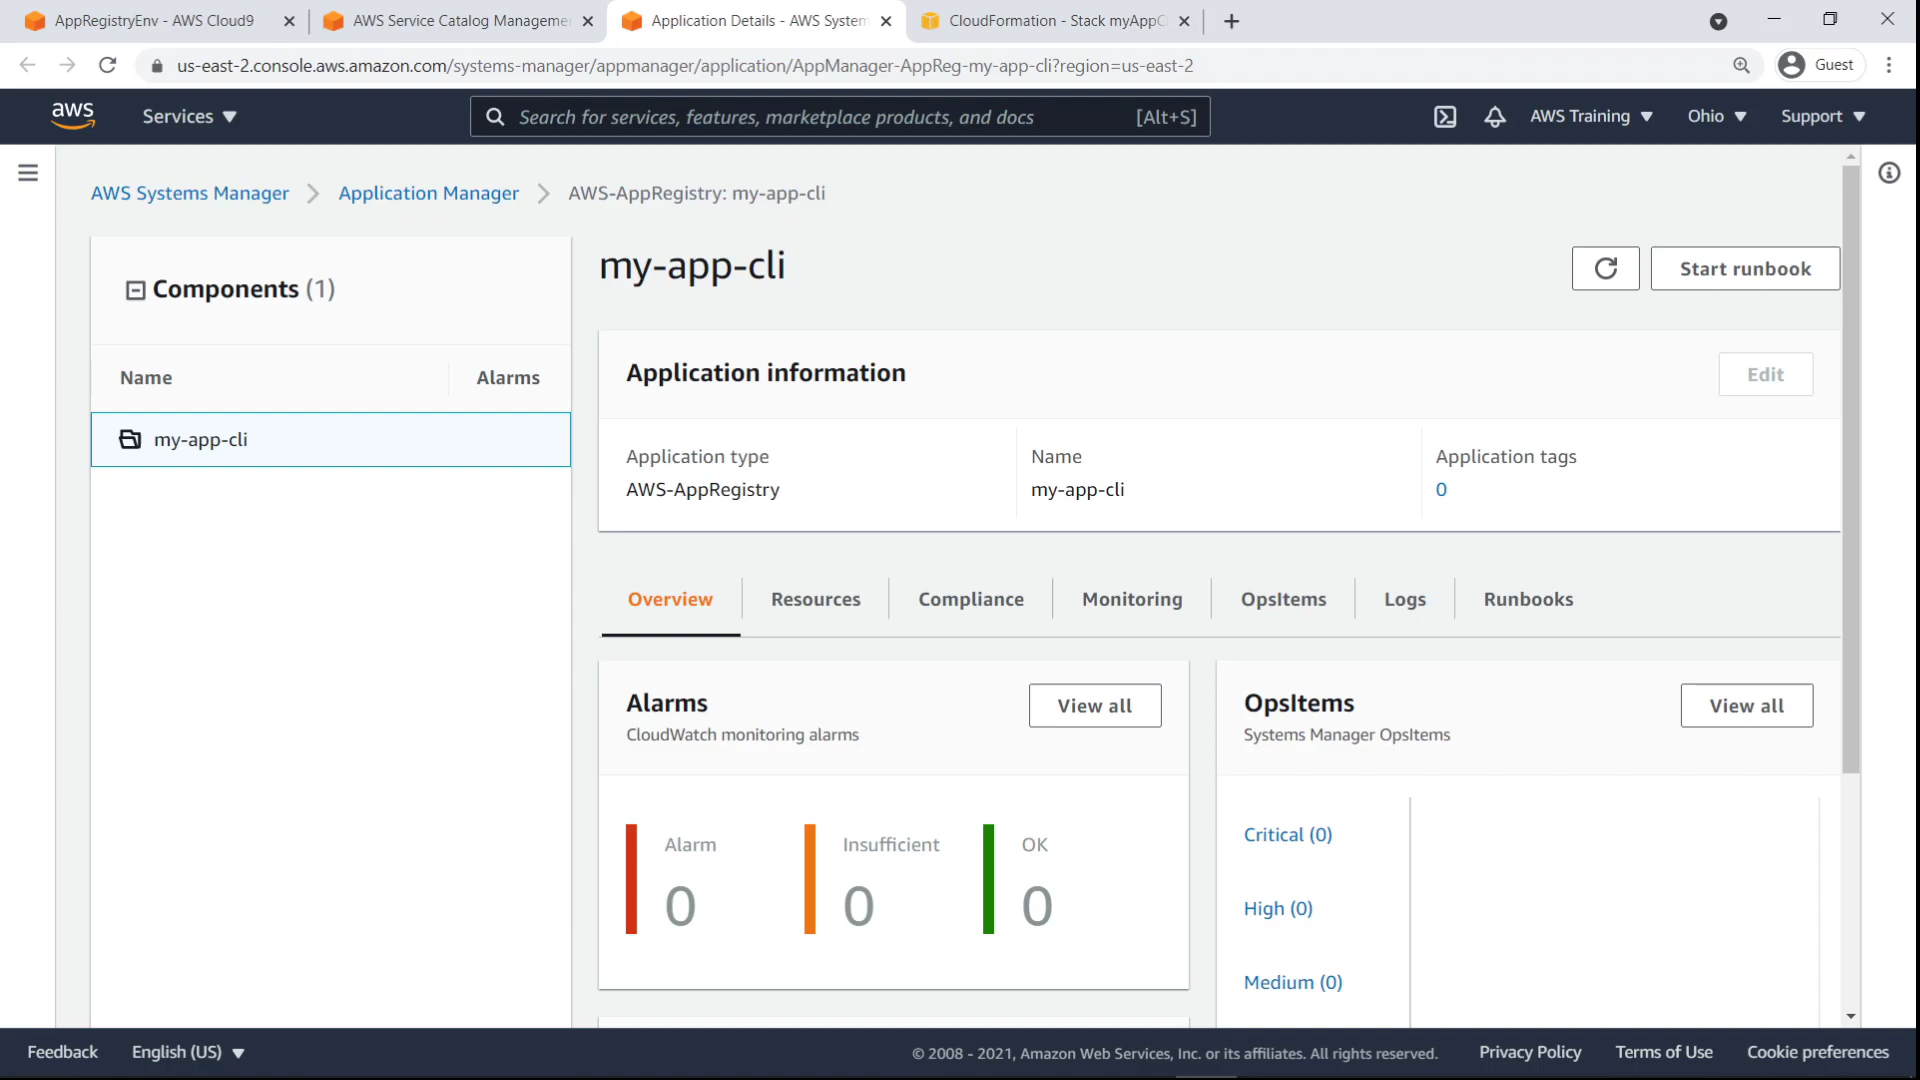 AppRegistryEnv - AWS Cloud9
AWS Service Catalog Manageme
Application Details - AWS System
CloudFormation - Stack myAppC
us-east-2.console.aws.amazon.com/systems-manager/appmanager/application/AppManager-AppReg-my-app-cli?region=us-east-2
Guest
aws
Services
Search for services, features, marketplace products, and docs
[Alt+S]
AWS Training
Ohio
Support
AWS Systems Manager
Application Manager
AWS-AppRegistry: my-app-cli
Components (1)
Name
Alarms
my-app-cli
my-app-cli
Start runbook
Application information
Edit
Application type
AWS-AppRegistry
Name
my-app-cli
Application tags
0
Overview
Resources
Compliance
Monitoring
OpsItems
Logs
Runbooks
Alarms
CloudWatch monitoring alarms
View all
Alarm
0
Insufficient
0
OK
0
OpsItems
Systems Manager OpsItems
View all
Critical (0)
High (0)
Medium (0)
Feedback
English (US)
© 2008 - 2021, Amazon Web Services, Inc. or its affiliates. All rights reserved.
Privacy Policy
Terms of Use
Cookie preferences